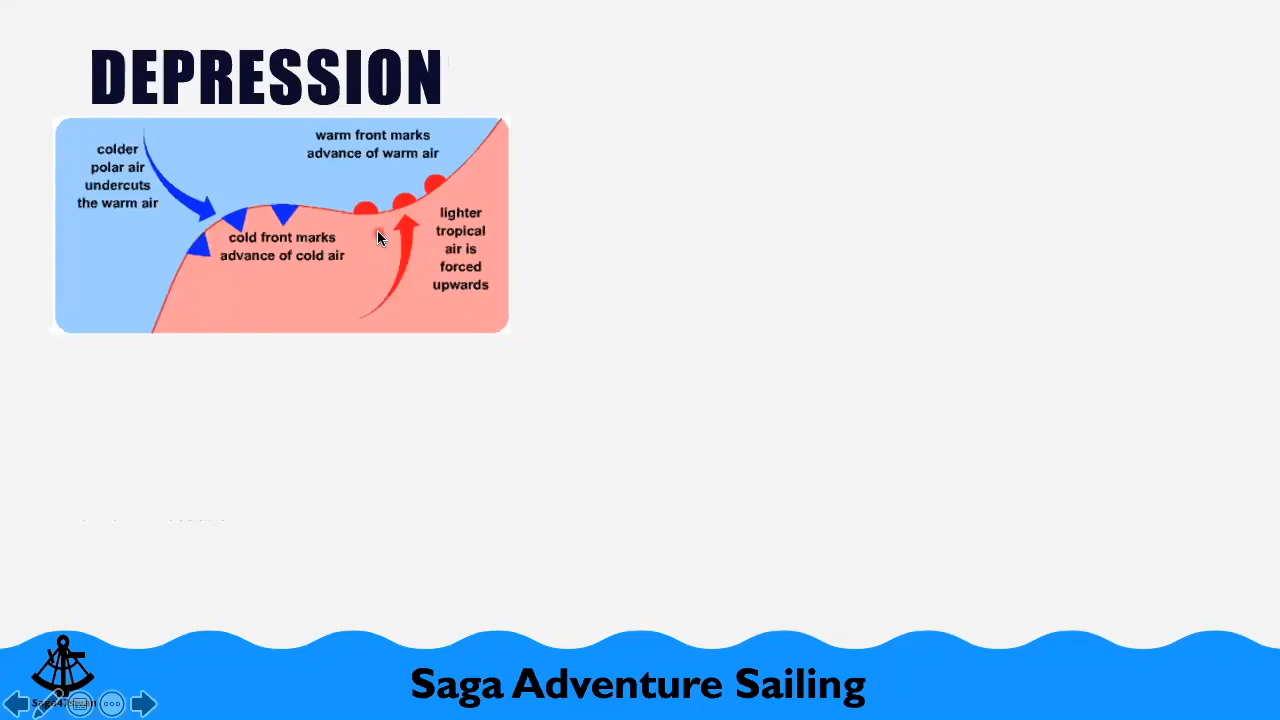 DEPRESSION
colder
polar air
undercuts
the warm air
warm front marks
advance of warm air
cold front marks
advance of cold air
lighter
tropical
air is
forced
upwards
Saga Adventure Sailing